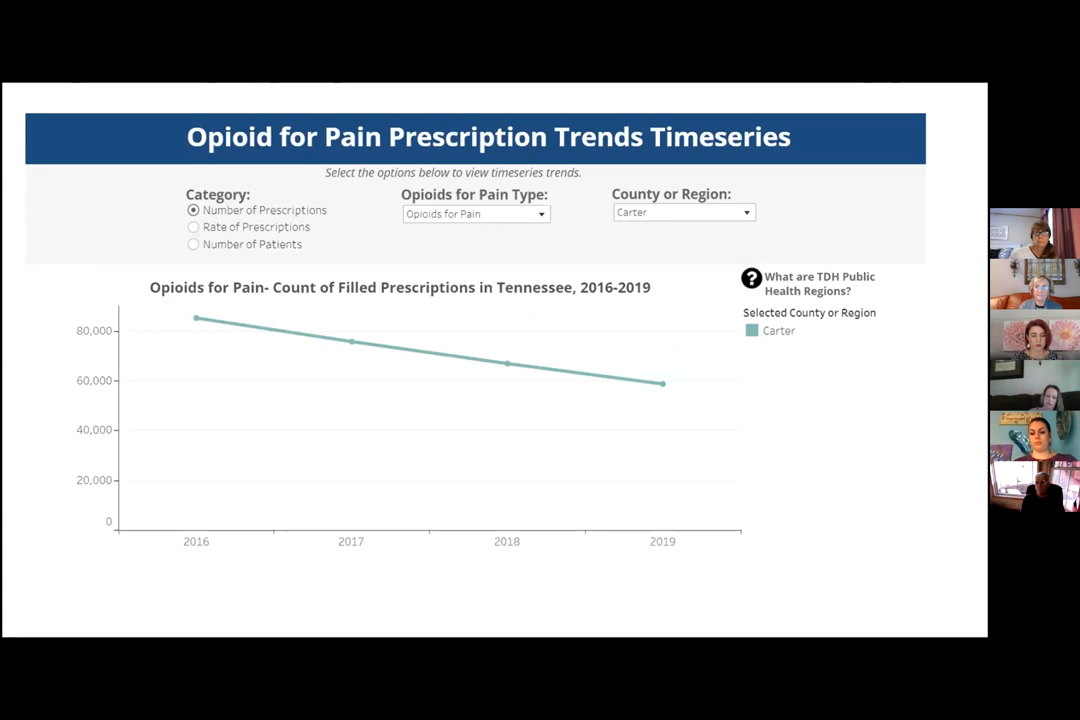 Opioid for Pain Prescription Trends Timeseries
Select the options below to view timeseries trends.
Category:
Number of Prescriptions
Rate of Prescriptions
Number of Patients
Opioids for Pain Type:
Opioids for Pain
County or Region:
Carter
Opioids for Pain- Count of Filled Prescriptions in Tennessee, 2016-2019
80,000
60,000
40,000
20,000
0
2016 2017 2018 2019
? What are TDH Public
Health Regions?
Selected County or Region
Carter